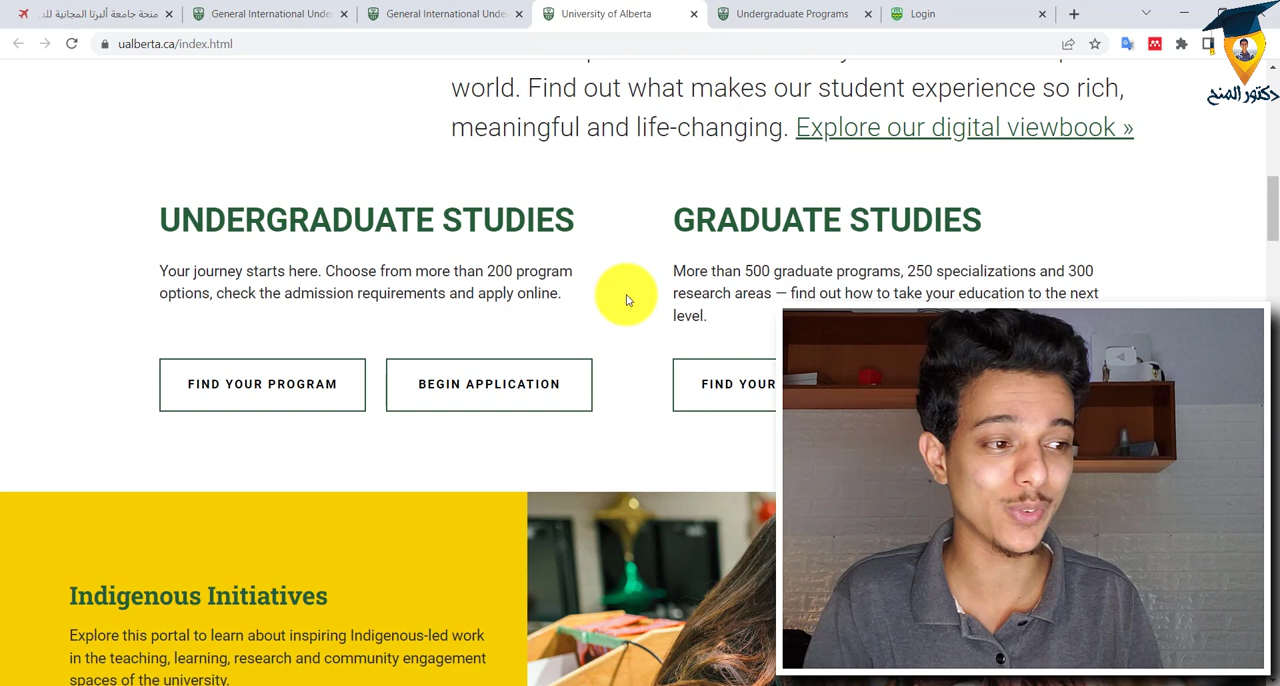 منحة جامعة ألبرتا المجانية للد
General International Unde
General International Unde
University of Alberta
Undergraduate Programs
Login
ualberta.ca/index.html
دكتور المنح
world. Find out what makes our student experience so rich,
meaningful and life-changing. Explore our digital viewbook »
UNDERGRADUATE STUDIES
Your journey starts here. Choose from more than 200 program
options, check the admission requirements and apply online.
FIND YOUR PROGRAM
BEGIN APPLICATION
GRADUATE STUDIES
More than 500 graduate programs, 250 specializations and 300
research areas — find out how to take your education to the next
level.
FIND YOUR
Indigenous Initiatives
Explore this portal to learn about inspiring Indigenous-led work
in the teaching, learning, research and community engagement
spaces of the university.